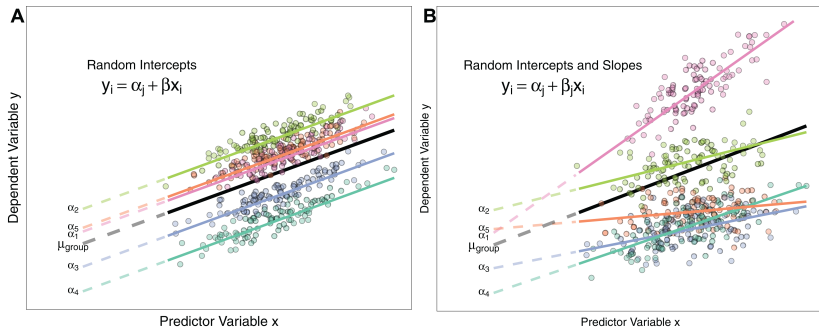 A
Random Intercepts
yᵢ = αⱼ + βxᵢ
Dependent Variable y
α₂
α₅
α₁
μgroup
α₃
α₄
Predictor Variable x
B
Random Intercepts and Slopes
yᵢ = αⱼ + βⱼxᵢ
Dependent Variable y
α₂
α₅
α₁
μgroup
α₃
α₄
Predictor Variable x